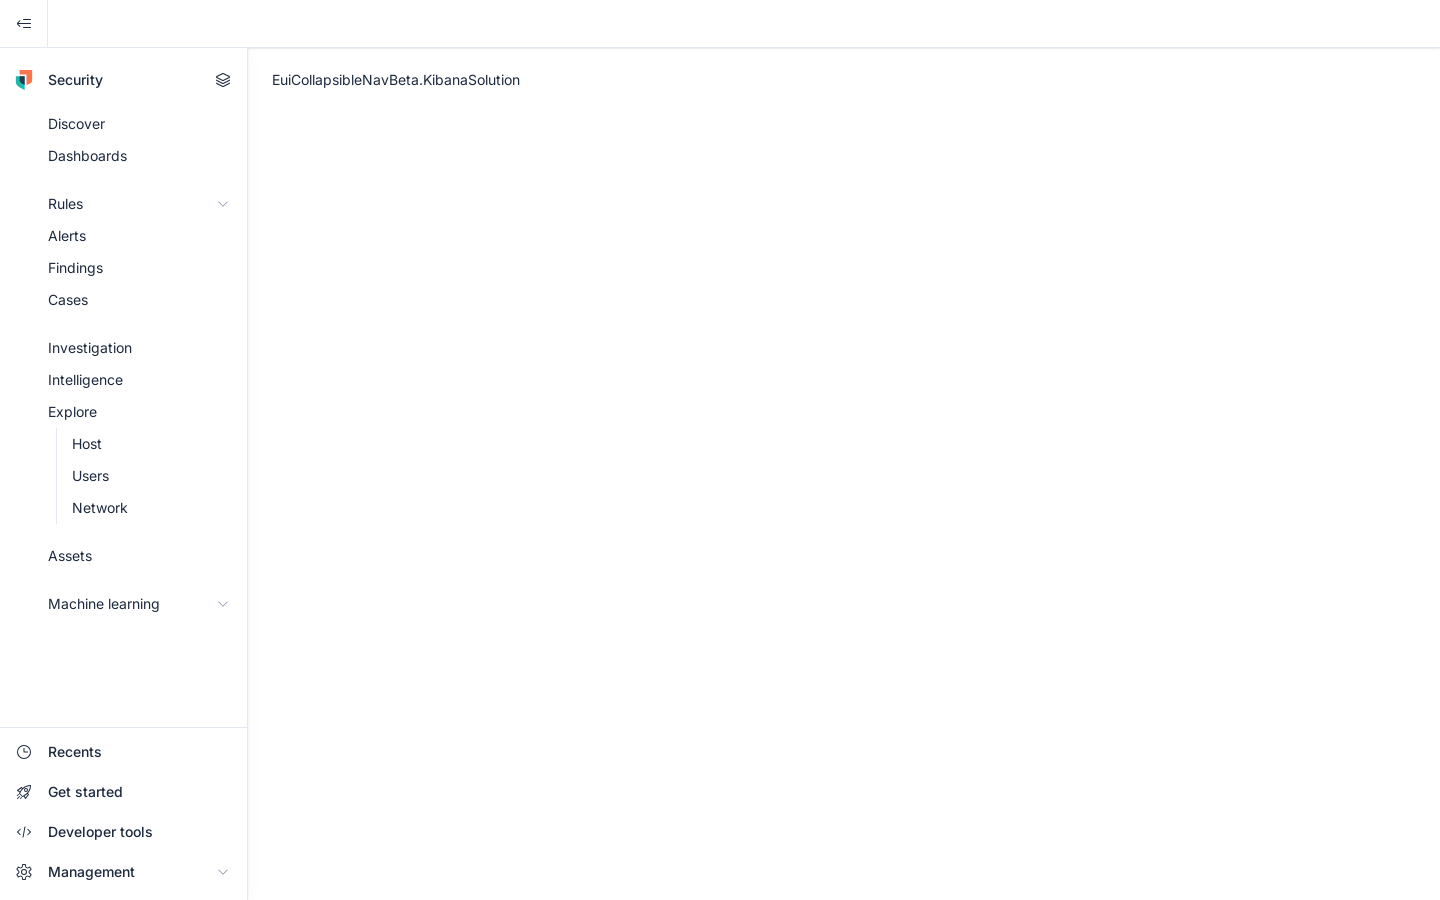 Security
EuiCollapsibleNavBeta.KibanaSolution
Discover
Dashboards
Rules
Alerts
Findings
Cases
Investigation
Intelligence
Explore
Host
Users
Network
Assets
Machine learning
Recents
Get started
Developer tools
Management